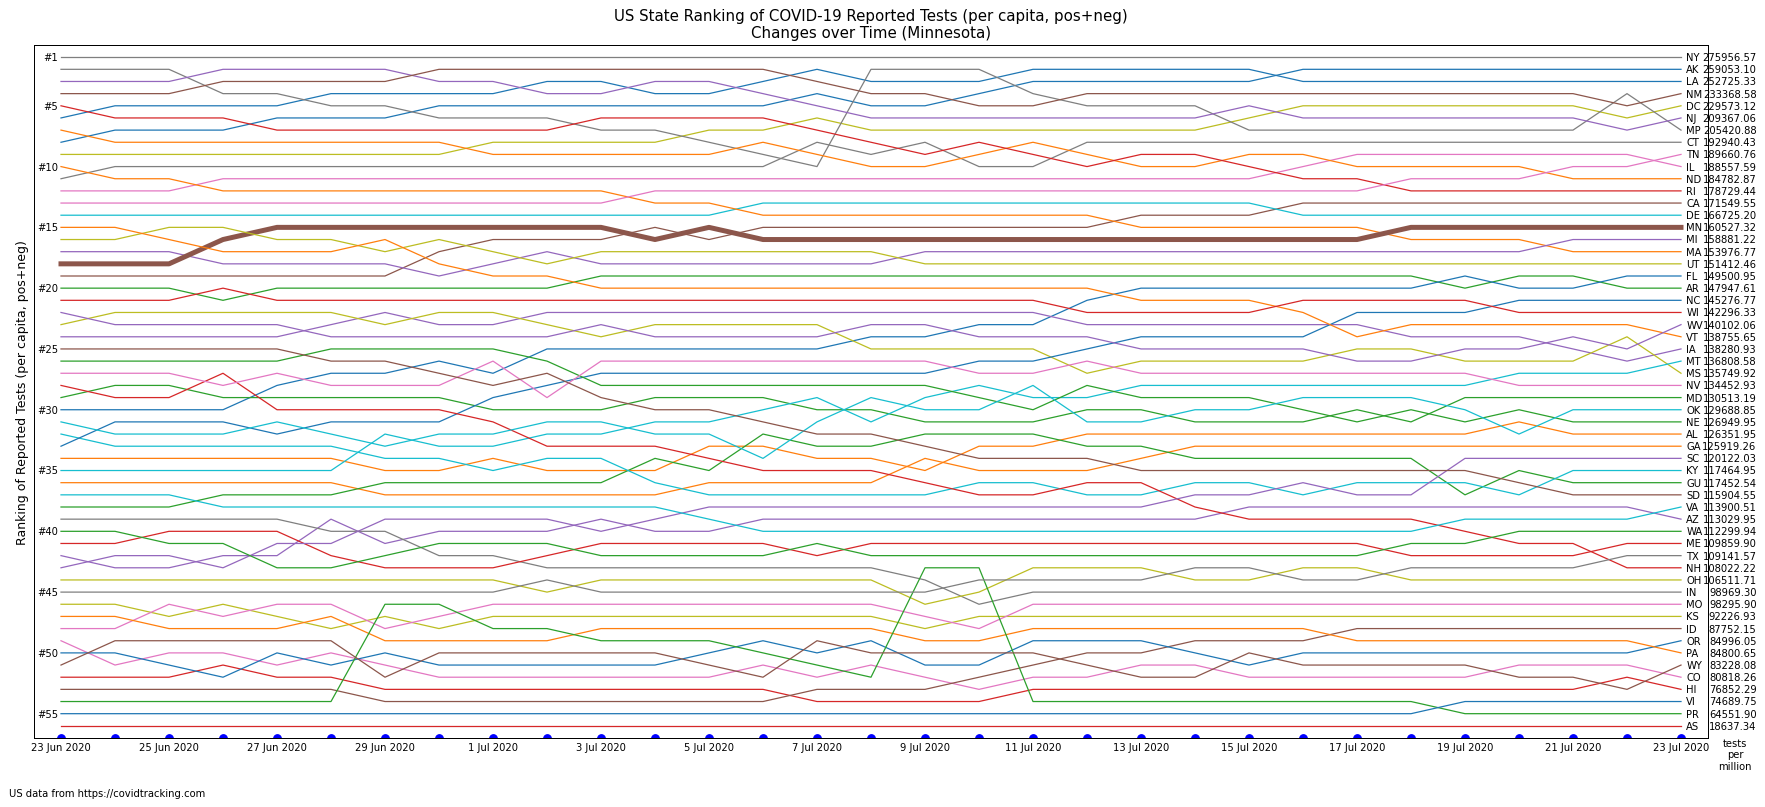 US State Ranking of COVID-19 Reported Tests (per capita, pos+neg)
Changes over Time (Minnesota)
Ranking of Reported Tests (per capita, pos+neg)
#1
#5
#10
#15
#20
#25
#30
#35
#40
#45
#50
#55
NY 275956.57
AK 259053.10
LA 252725.33
NM 233368.58
DC 229573.12
NJ 209367.06
MP 205420.88
CT 192940.43
TN 189660.76
IL 188557.59
ND 184782.87
RI 178729.44
CA 171549.55
DE 166725.20
MN 160527.32
MI 158881.22
MA 153976.77
UT 151412.46
FL 149500.95
AR 147947.61
NC 145276.77
WI 142296.33
WV 140102.06
VT 138755.65
IA 138280.93
MT 136808.58
MS 135749.92
NV 134452.93
MD 130513.19
OK 129688.85
NE 126949.95
AL 126351.95
GA 125919.26
SC 120122.03
KY 117464.95
GU 117452.54
SD 115904.55
VA 113900.51
AZ 113029.95
WA 112299.94
ME 109859.90
TX 109141.57
NH 108022.22
OH 106511.71
IN 98969.30
MO 98295.90
KS 92226.93
ID 87752.15
OR 84996.05
PA 84800.65
WY 83228.08
CO 80818.26
HI 76852.29
VI 74689.75
PR 64551.90
AS 18637.34
23 Jun 2020 25 Jun 2020 27 Jun 2020 29 Jun 2020 1 Jul 2020 3 Jul 2020 5 Jul 2020 7 Jul 2020 9 Jul 2020 11 Jul 2020 13 Jul 2020 15 Jul 2020 17 Jul 2020 19 Jul 2020 21 Jul 2020 23 Jul 2020
tests
per
million
US data from https://covidtracking.com